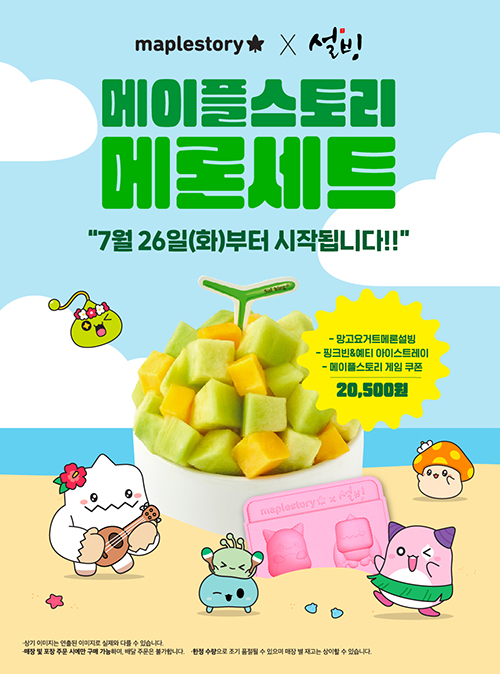 maplestory X 설빙
메이플스토리
메론세트
"7월 26일(화)부터 시작됩니다!!"
Sulbing
- 망고요거트메론설빙
- 핑크빈&예티 아이스트레이
- 메이플스토리 게임 쿠폰
20,500원
maplestory x 설빙
·상기 이미지는 연출된 이미지로 실제와 다를 수 있습니다.
·매장 및 포장 주문 시에만 구매 가능하며, 배달 주문은 불가합니다. ·한정 수량으로 조기 품절될 수 있으며 매장 별 재고는 상이할 수 있습니다.